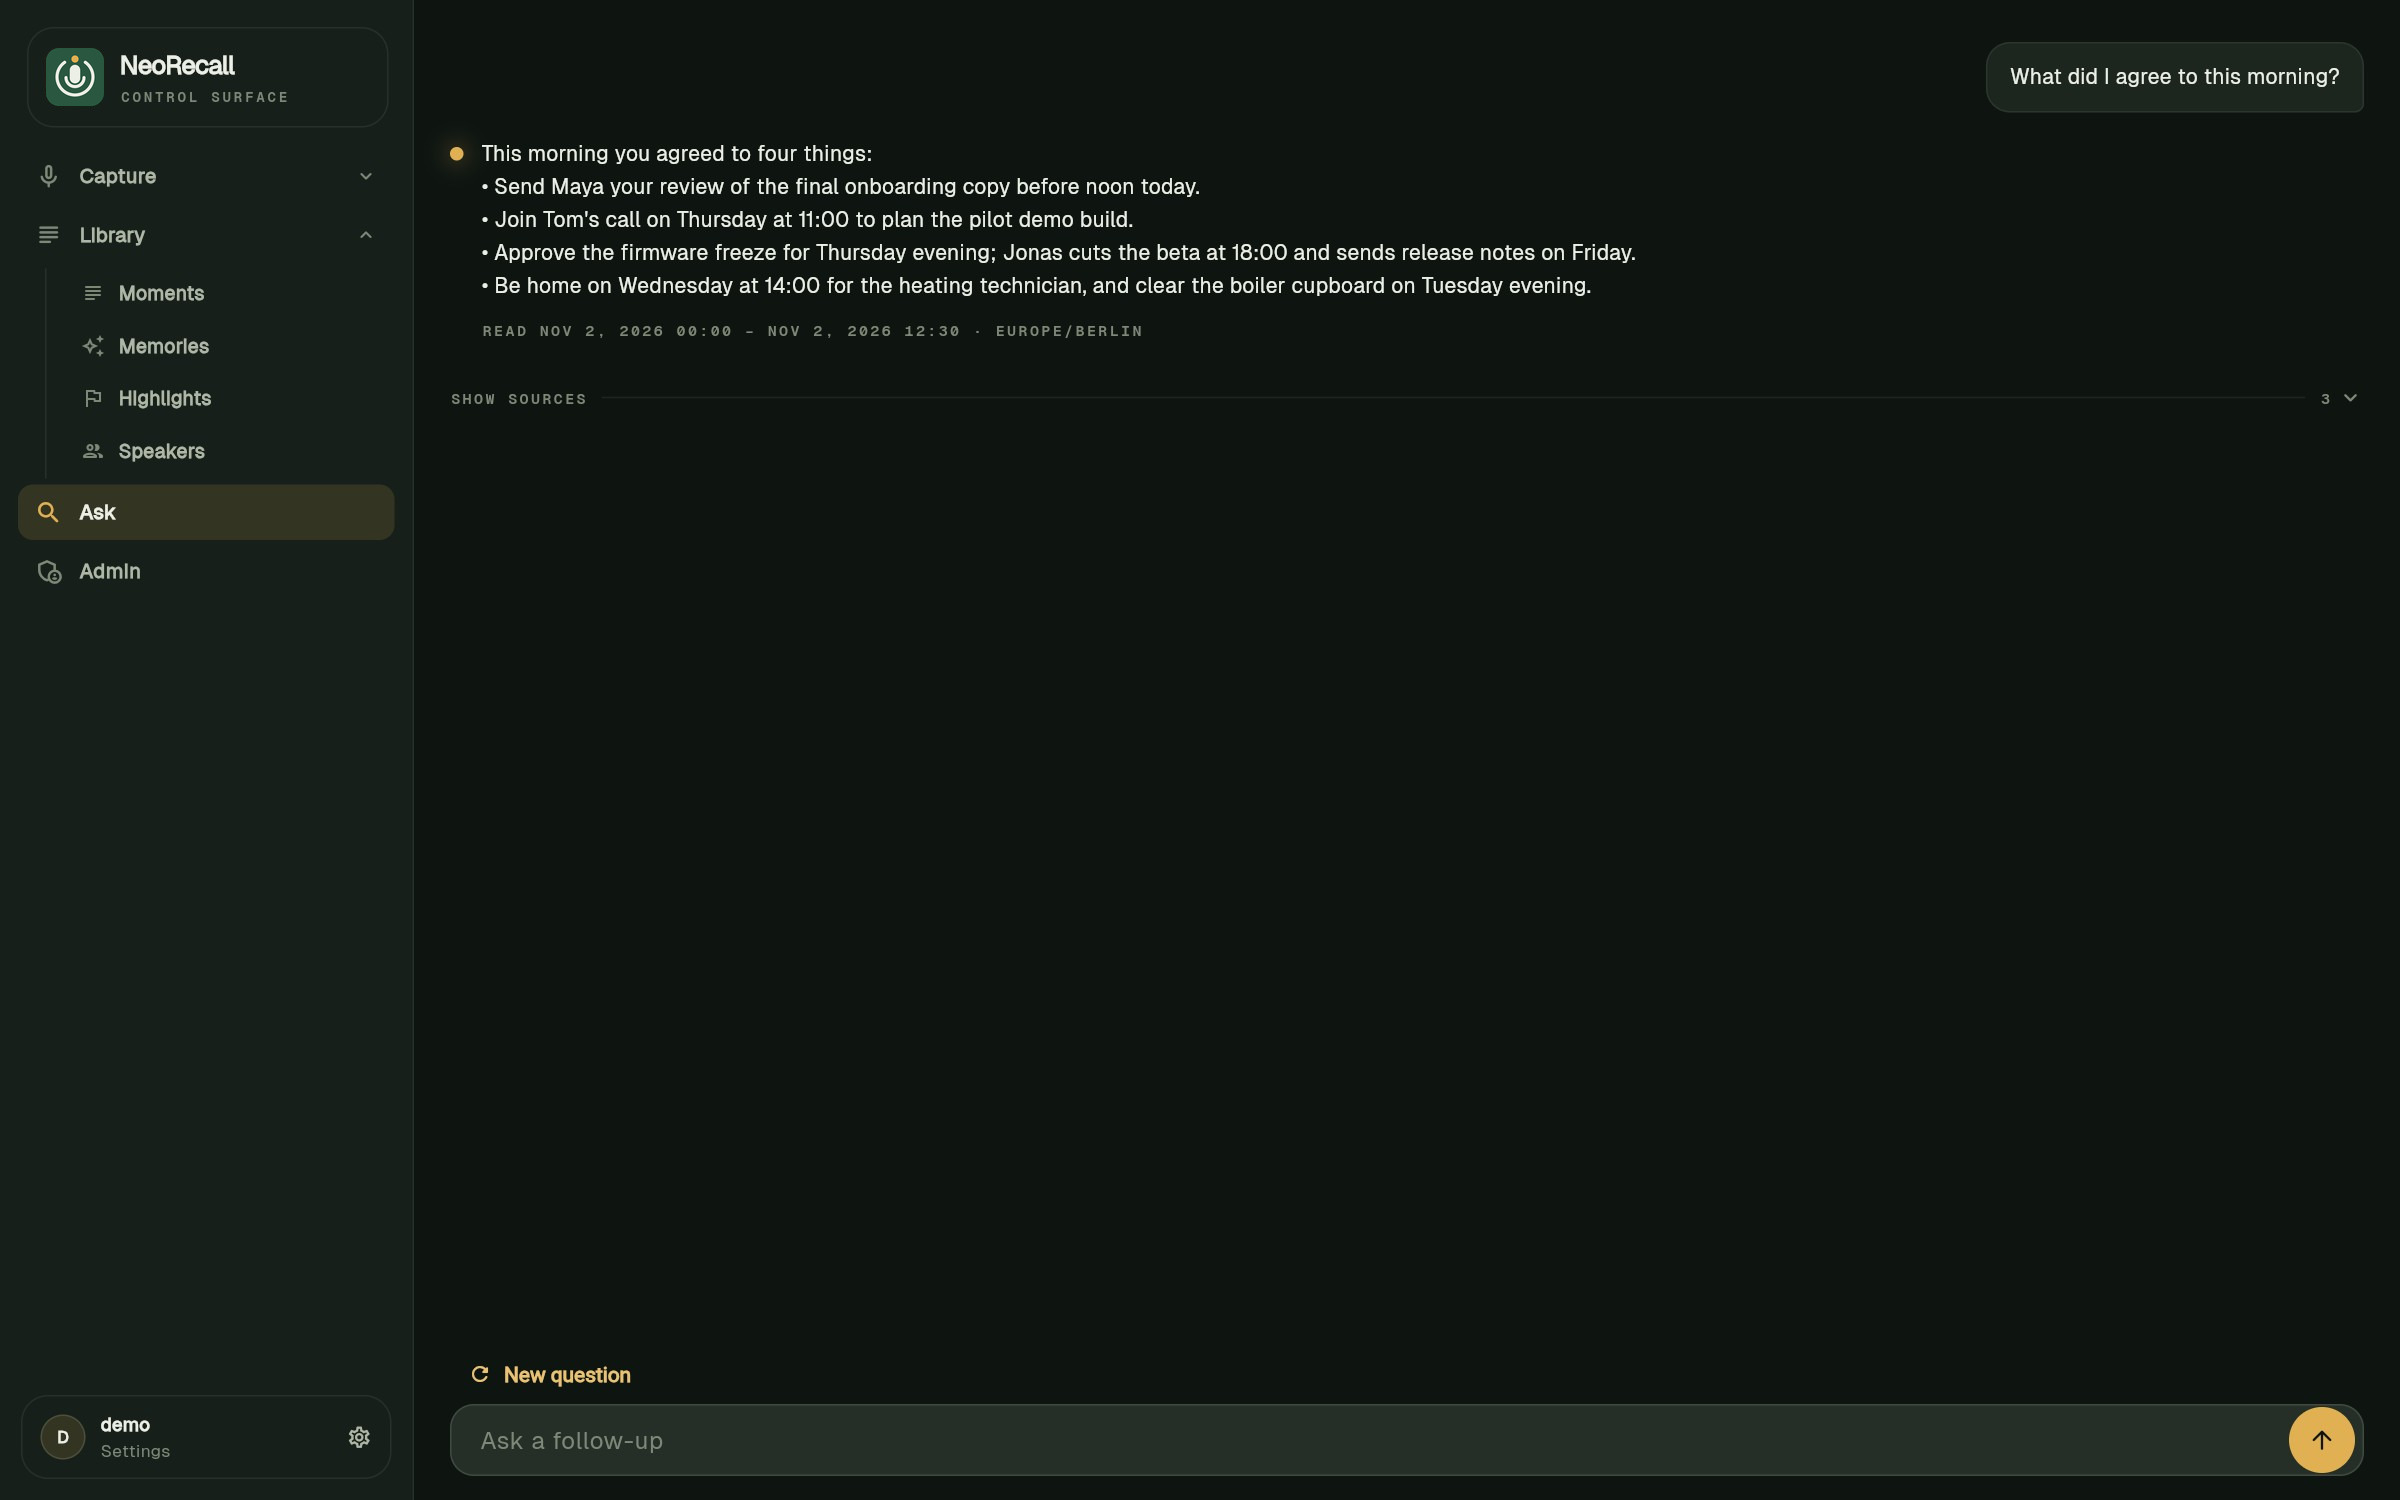 NeoRecall
CONTROL SURFACE
Capture
Library
Moments
Memories
Highlights
Speakers
Ask
Admin
demo
D
Settings
What did I agree to this morning?
This morning you agreed to four things:
• Send Maya your review of the final onboarding copy before noon today.
• Join Tom's call on Thursday at 11:00 to plan the pilot demo build.
• Approve the firmware freeze for Thursday evening; Jonas cuts the beta at 18:00 and sends release notes on Friday.
• Be home on Wednesday at 14:00 for the heating technician, and clear the boiler cupboard on Tuesday evening.
READ NOV 2, 2026 00:00 – NOV 2, 2026 12:30 · EUROPE/BERLIN
SHOW SOURCES 3
New question
Ask a follow-up